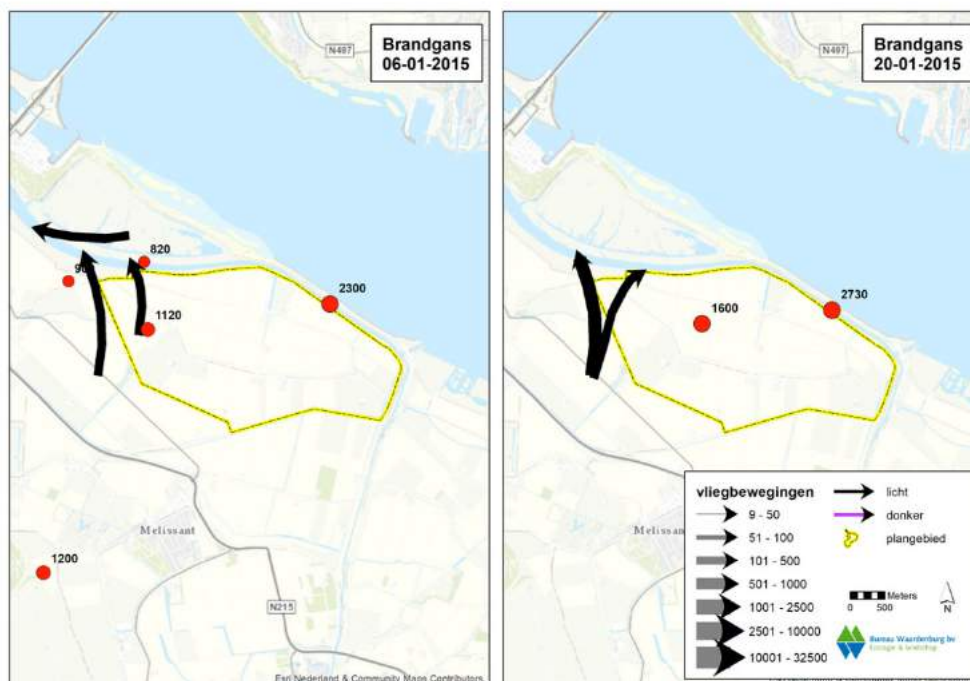 Brandgans
06-01-2015
N497
820
2300
1120
Melissant
1200
N215
Esri Nederland & Community Maps Contributors
Brandgans
20-01-2015
N497
1600
2730
vliegbewegingen
9 - 50
51 - 100
101 - 500
501 - 1000
1001 - 2500
2501 - 10000
10001 - 32500
licht
donker
plangebied
Meters
0 500
N
Bureau Waardenburg bv
Ecologie & landschap